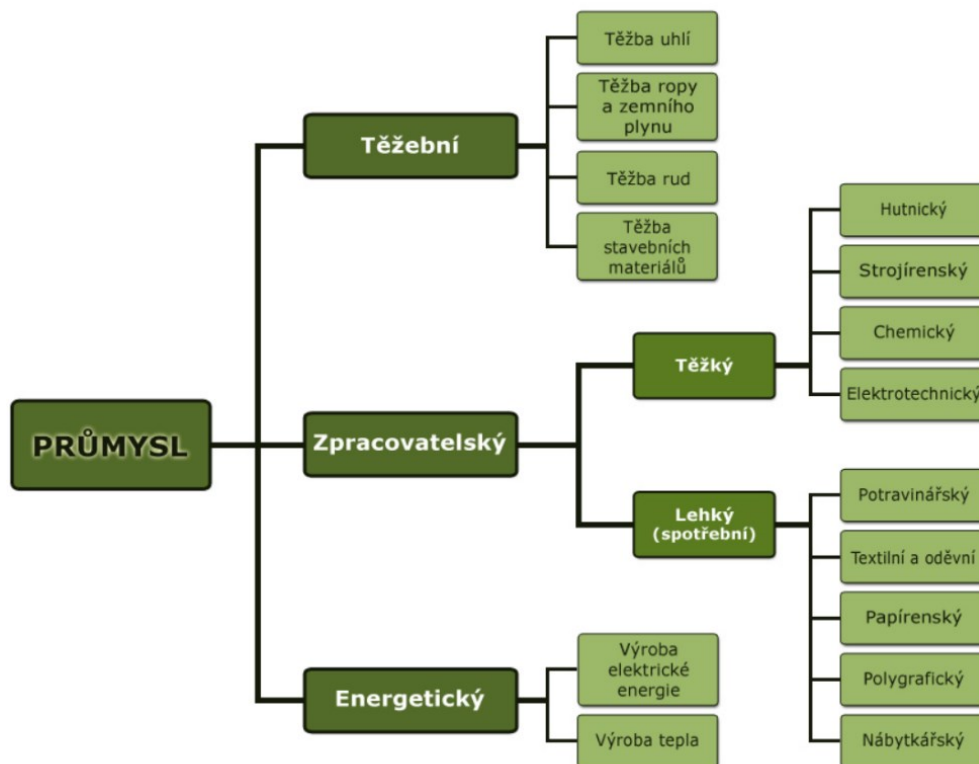 PRŮMYSL
Těžební
Těžba uhlí
Těžba ropy
a zemního
plynu
Těžba rud
Těžba
stavebních
materiálů
Zpracovatelský
Těžký
Hutnický
Strojírenský
Chemický
Elektrotechnický
Lehký
(spotřební)
Potravinářský
Textilní a oděvní
Papírenský
Polygrafický
Nábytkářský
Energetický
Výroba
elektrické
energie
Výroba tepla